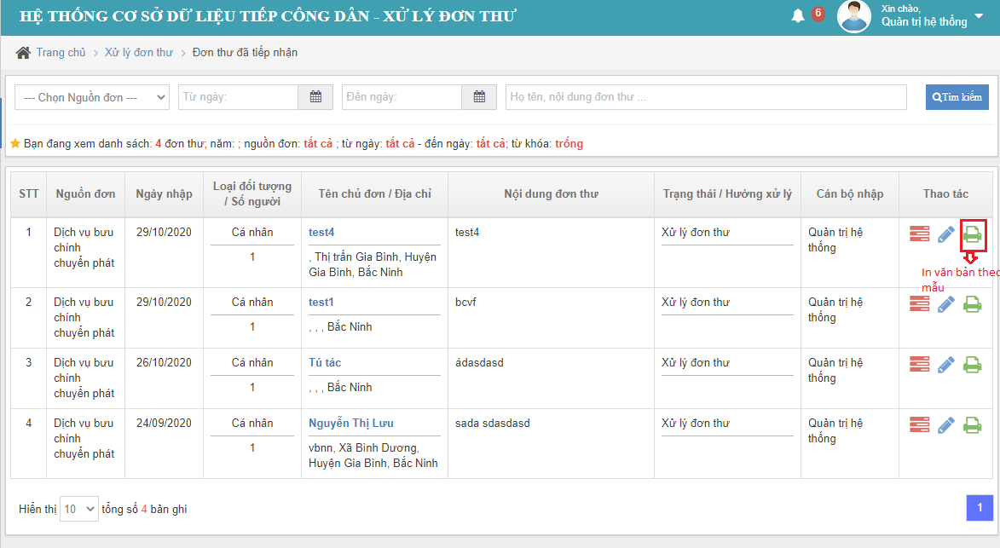 HỆ THỐNG CƠ SỞ DỮ LIỆU TIẾP CÔNG DÂN - XỬ LÝ ĐƠN THƯ
6
Xin chào,
Quản trị hệ thống
Trang chủ > Xử lý đơn thư > Đơn thư đã tiếp nhận
--- Chọn Nguồn đơn --- Từ ngày: Đến ngày: Họ tên, nội dung đơn thư ... Tìm kiếm
Bạn đang xem danh sách: 4 đơn thư; năm: ; nguồn đơn: tất cả ; từ ngày: tất cả - đến ngày: tất cả; từ khóa: trống
STT Nguồn đơn Ngày nhập Loại đối tượng / Số người Tên chủ đơn / Địa chỉ Nội dung đơn thư Trạng thái / Hướng xử lý Cán bộ nhập Thao tác
1 Dịch vụ bưu 29/10/2020 Cá nhân test4 test4 Xử lý đơn thư Quản trị hệ
chính 1 , Thị trấn Gia Bình, Huyện thống
chuyển phát Gia Bình, Bắc Ninh
In văn bản theo
mẫu
2 Dịch vụ bưu 29/10/2020 Cá nhân test1 bcvf Xử lý đơn thư Quản trị hệ
chính 1 , , , Bắc Ninh thống
chuyển phát
3 Dịch vụ bưu 26/10/2020 Cá nhân Tủ tác ádasdasd Xử lý đơn thư Quản trị hệ
chính 1 , , , Bắc Ninh thống
chuyển phát
4 Dịch vụ bưu 24/09/2020 Cá nhân Nguyễn Thị Lưu sada sdasdasd Xử lý đơn thư Quản trị hệ
chính 1 vbnn, Xã Bình Dương, thống
chuyển phát Huyện Gia Bình, Bắc Ninh
Hiển thị 10 tổng số 4 bản ghi
1